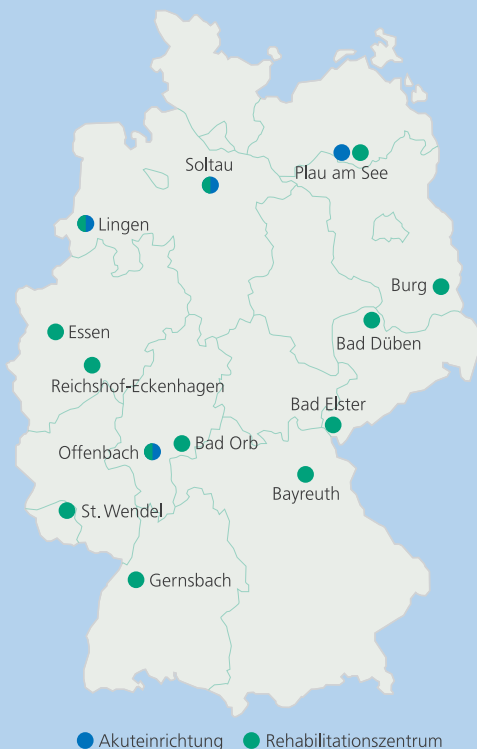 Soltau
Plau am See
Lingen
Burg
Essen
Bad Düben
Reichshof-Eckenhagen
Bad Elster
Offenbach
Bad Orb
Bayreuth
St. Wendel
Gernsbach
Akuteinrichtung
Rehabilitationszentrum